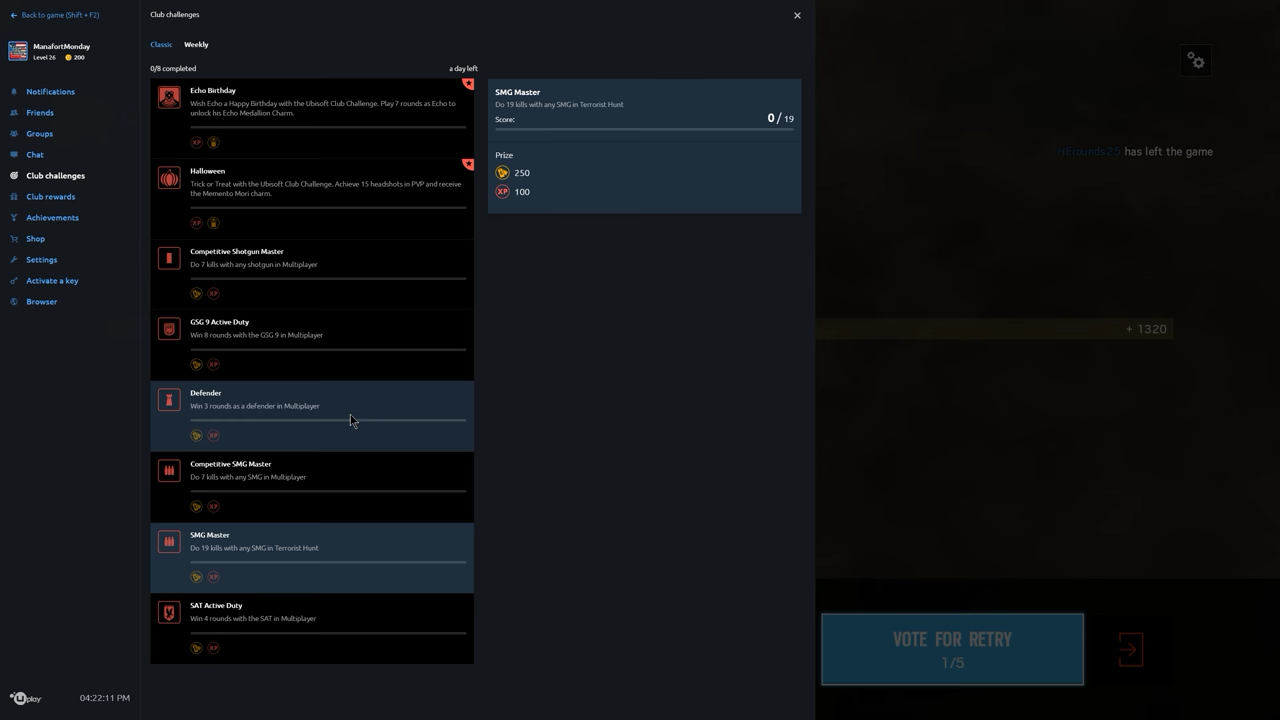 Back to game (Shift + F2)
ManafortMonday
Level 26 200
Notifications
Friends
Groups
Chat
Club challenges
Club rewards
Achievements
Shop
Settings
Activate a key
Browser
uplay
04:22:11 PM
Club challenges
Classic Weekly
0/8 completed a day left
Echo Birthday
Wish Echo a Happy Birthday with the Ubisoft Club Challenge. Play 7 rounds as Echo to
unlock his Echo Medallion Charm.
XP
Halloween
Trick or Treat with the Ubisoft Club Challenge. Achieve 15 headshots in PVP and receive
the Memento Mori charm.
XP
Competitive Shotgun Master
Do 7 kills with any shotgun in Multiplayer
XP
GSG 9 Active Duty
Win 8 rounds with the GSG 9 in Multiplayer
XP
Defender
Win 3 rounds as a defender in Multiplayer
XP
Competitive SMG Master
Do 7 kills with any SMG in Multiplayer
XP
SMG Master
Do 19 kills with any SMG in Terrorist Hunt
XP
SAT Active Duty
Win 4 rounds with the SAT in Multiplayer
XP
SMG Master
Do 19 kills with any SMG in Terrorist Hunt
Score: 0 / 19
Prize
250
XP 100
has left the game
+ 1320
VOTE FOR RETRY
1/5